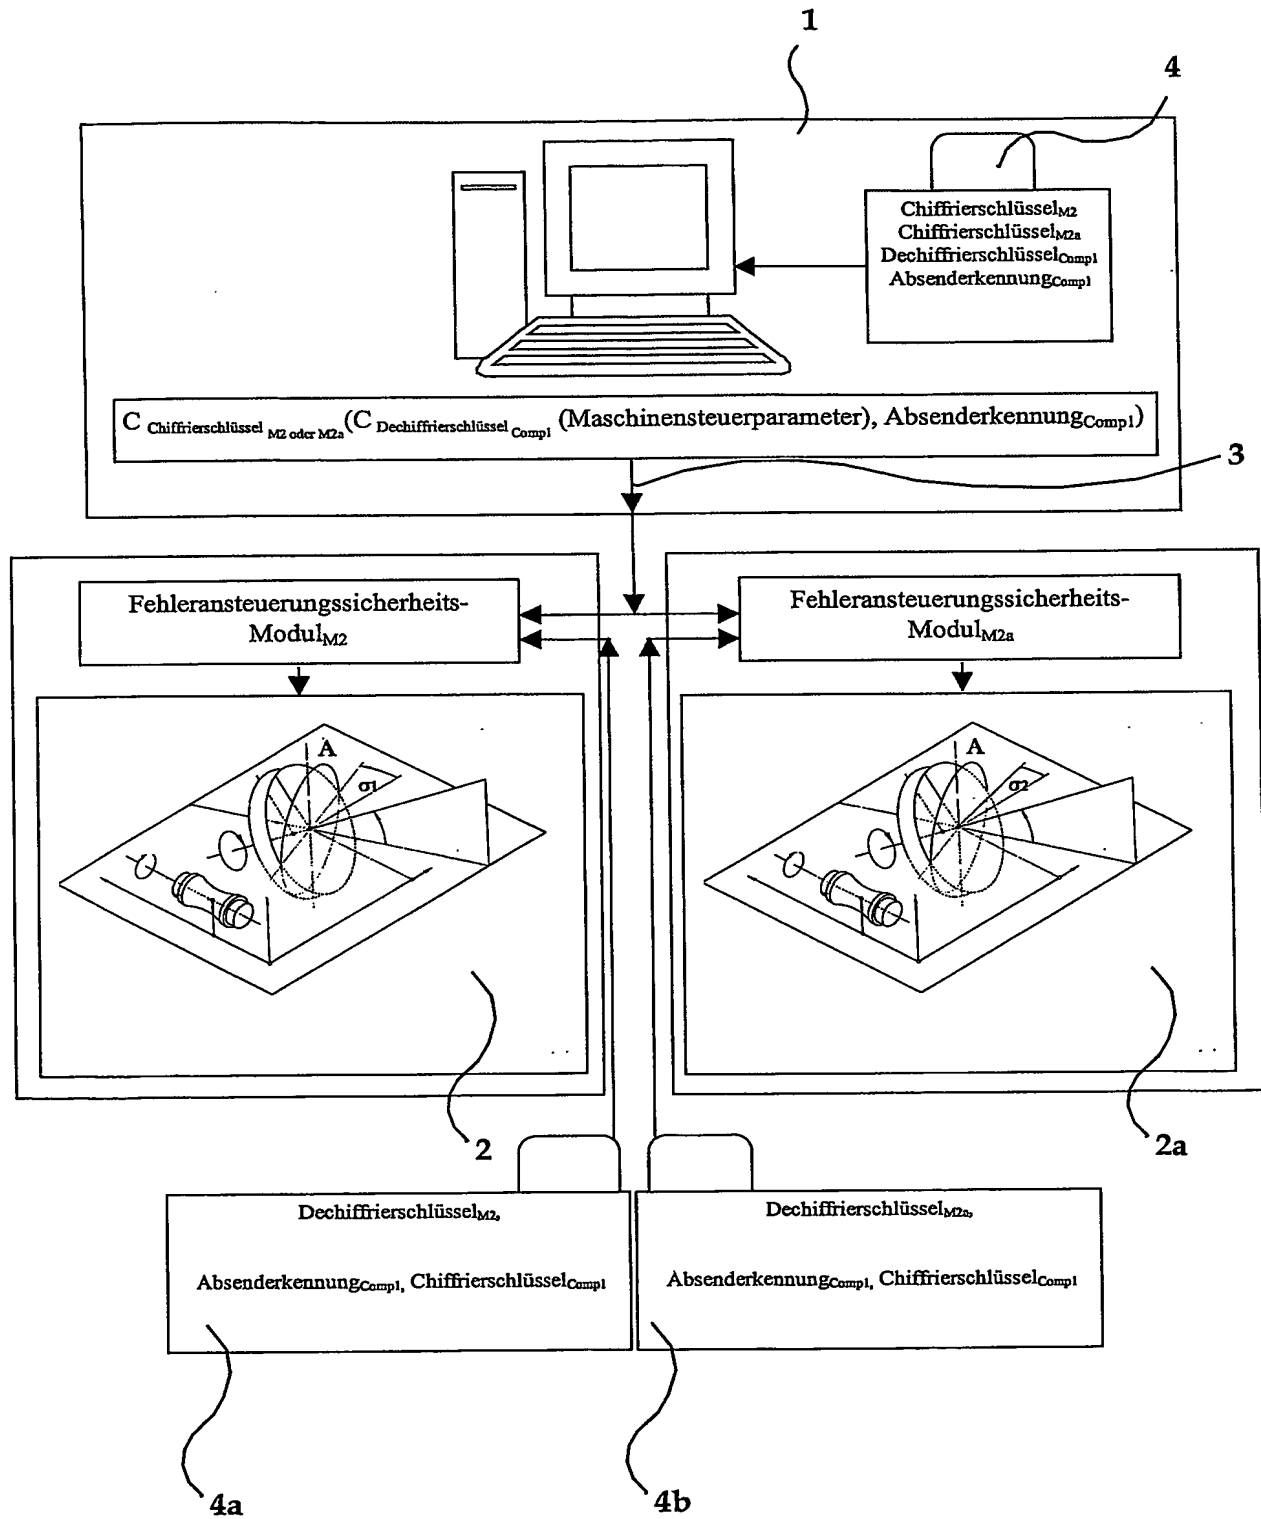 1
4
Chiffrierschlüssel M2
Chiffrierschlüssel M2a
Dechiffrierschlüssel Comp1
Absenderkennung Comp1
C Chiffrierschlüssel M2 oder M2a (C Dechiffrierschlüssel Comp1 (Maschinensteuerparameter), Absenderkennung Comp1)
3
Fehleransteuerungssicherheits-
Modul M2
Fehleransteuerungssicherheits-
Modul M2a
A
σ1
A
σ2
2
2a
Dechiffrierschlüssel M2,
Absenderkennung Comp1, Chiffrierschlüssel Comp1
Dechiffrierschlüssel M2a,
Absenderkennung Comp1, Chiffrierschlüssel Comp1
4a
4b